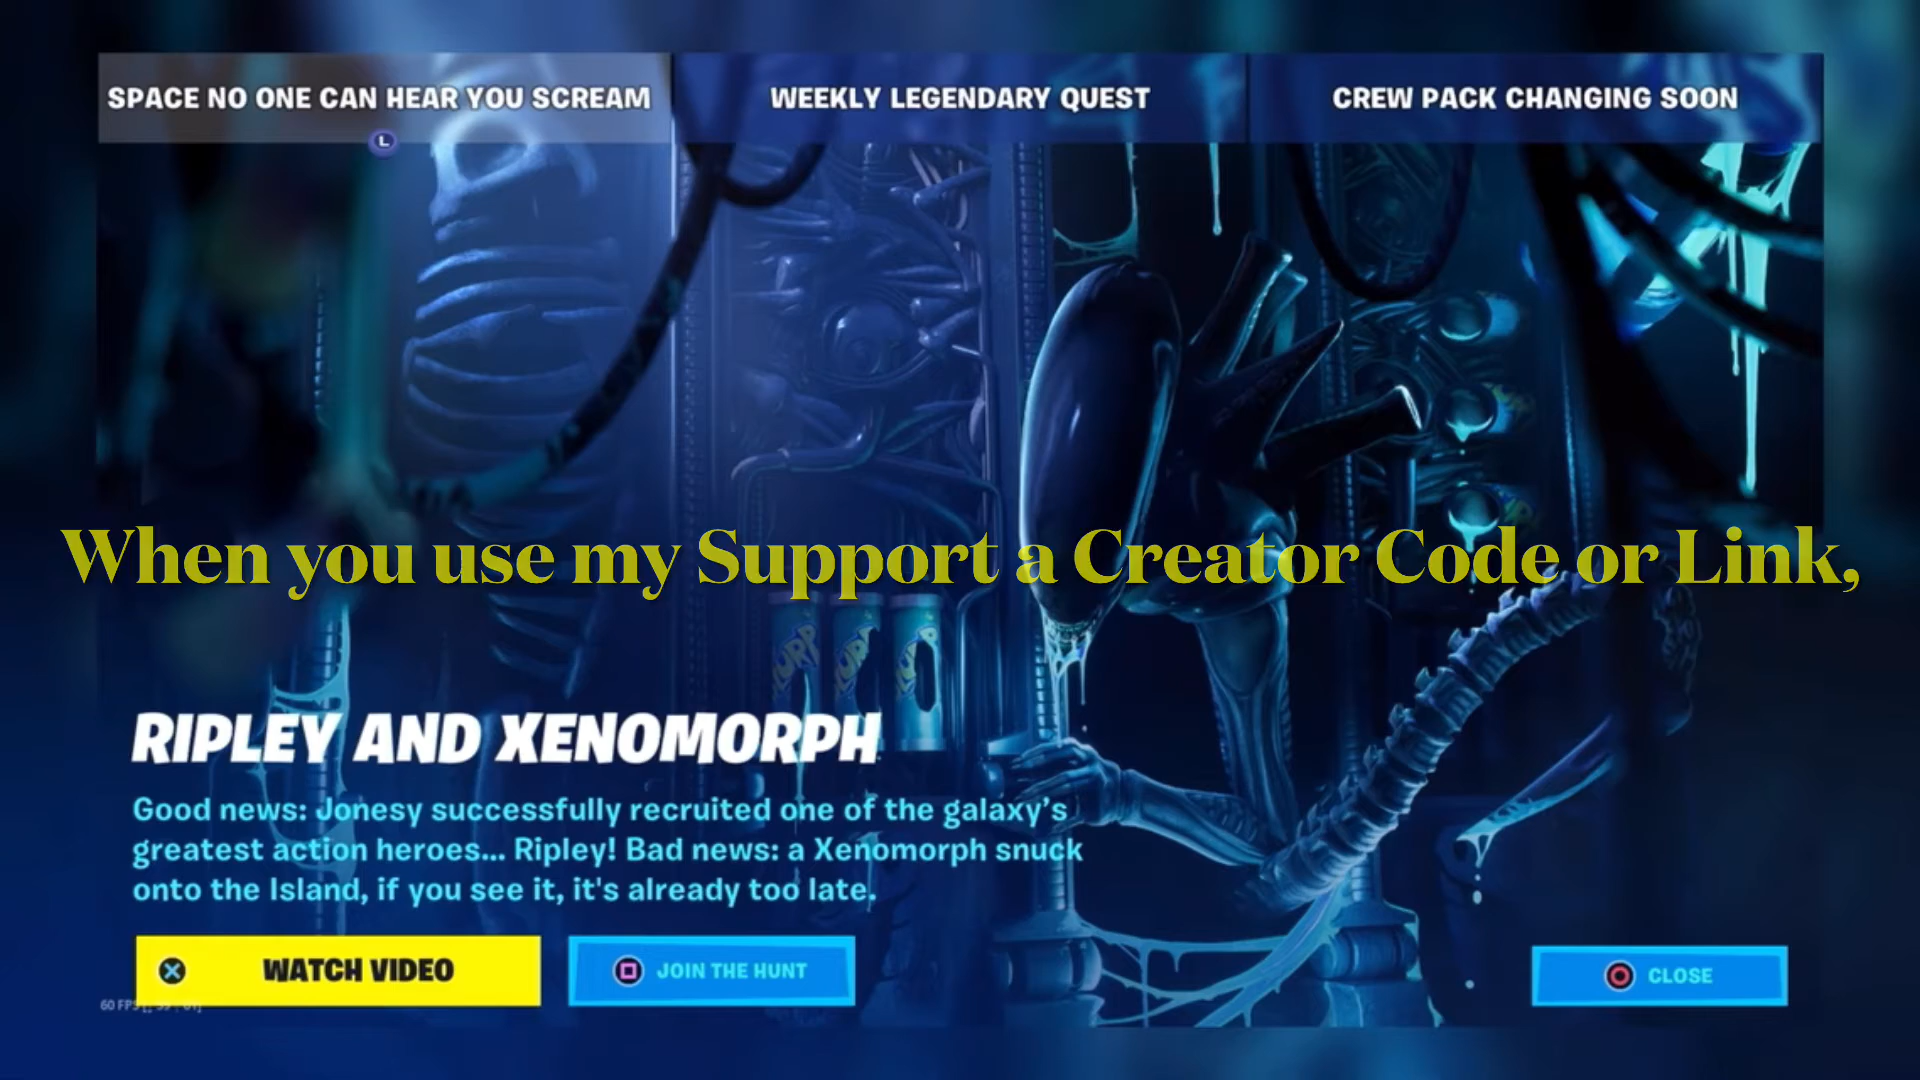 SPACE NO ONE CAN HEAR YOU SCREAM
WEEKLY LEGENDARY QUEST
CREW PACK CHANGING SOON
L
When you use my Support a Creator Code or Link,
RIPLEY AND XENOMORPH
Good news: Jonesy successfully recruited one of the galaxy's
greatest action heroes... Ripley! Bad news: a Xenomorph snuck
onto the Island, if you see it, it's already too late.
WATCH VIDEO
JOIN THE HUNT
CLOSE
60 FPS